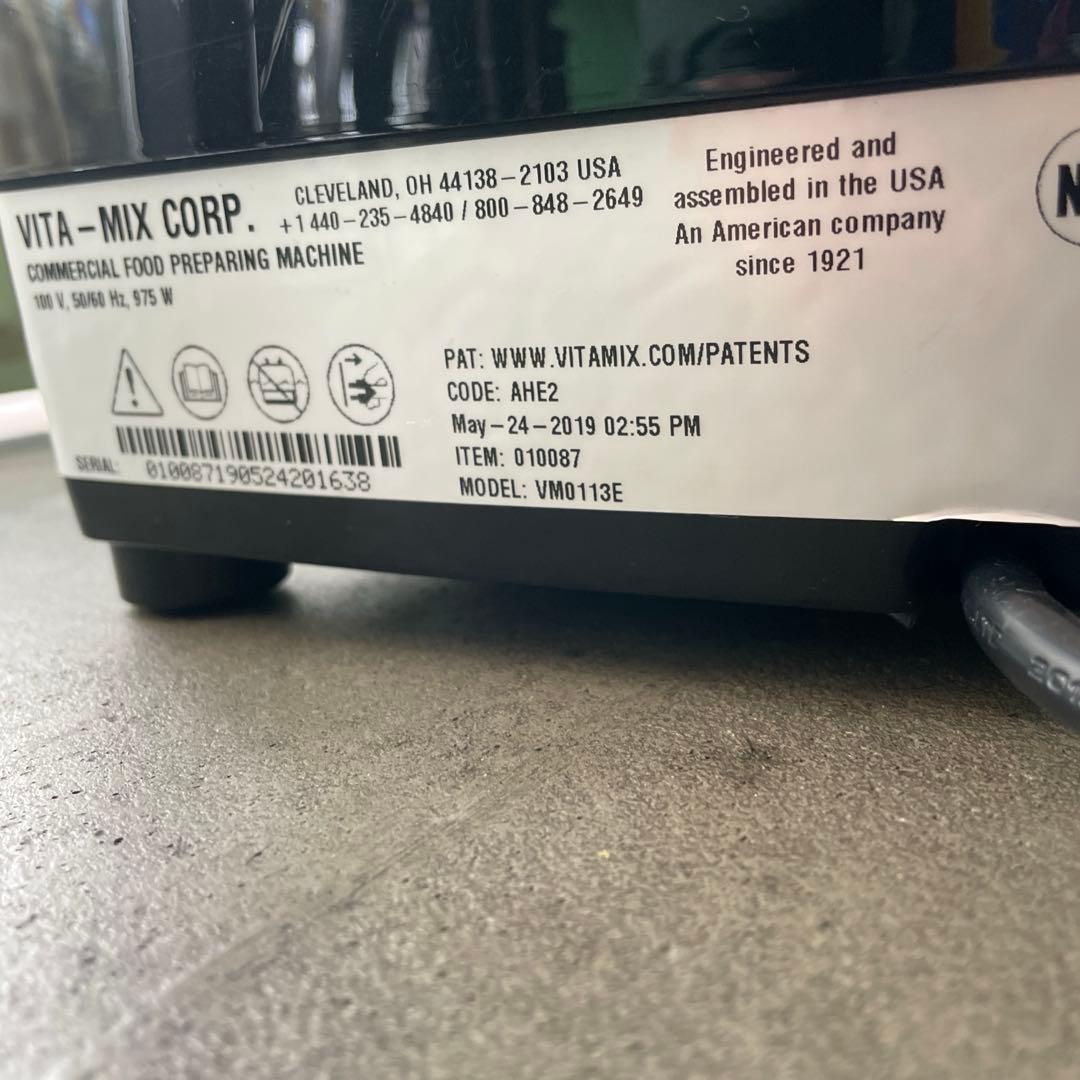 VITA-MIX CORP.
CLEVELAND, OH 44138-2103 USA
+1 440-235-4840 / 800-848-2649
COMMERCIAL FOOD PREPARING MACHINE
100 V, 50/60 Hz, 975 W
Engineered and
assembled in the USA
An American company
since 1921
N
PAT: WWW.VITAMIX.COM/PATENTS
CODE: AHE2
May-24-2019 02:55 PM
ITEM: 010087
MODEL: VM0113E
SERIAL: 010087190524201638